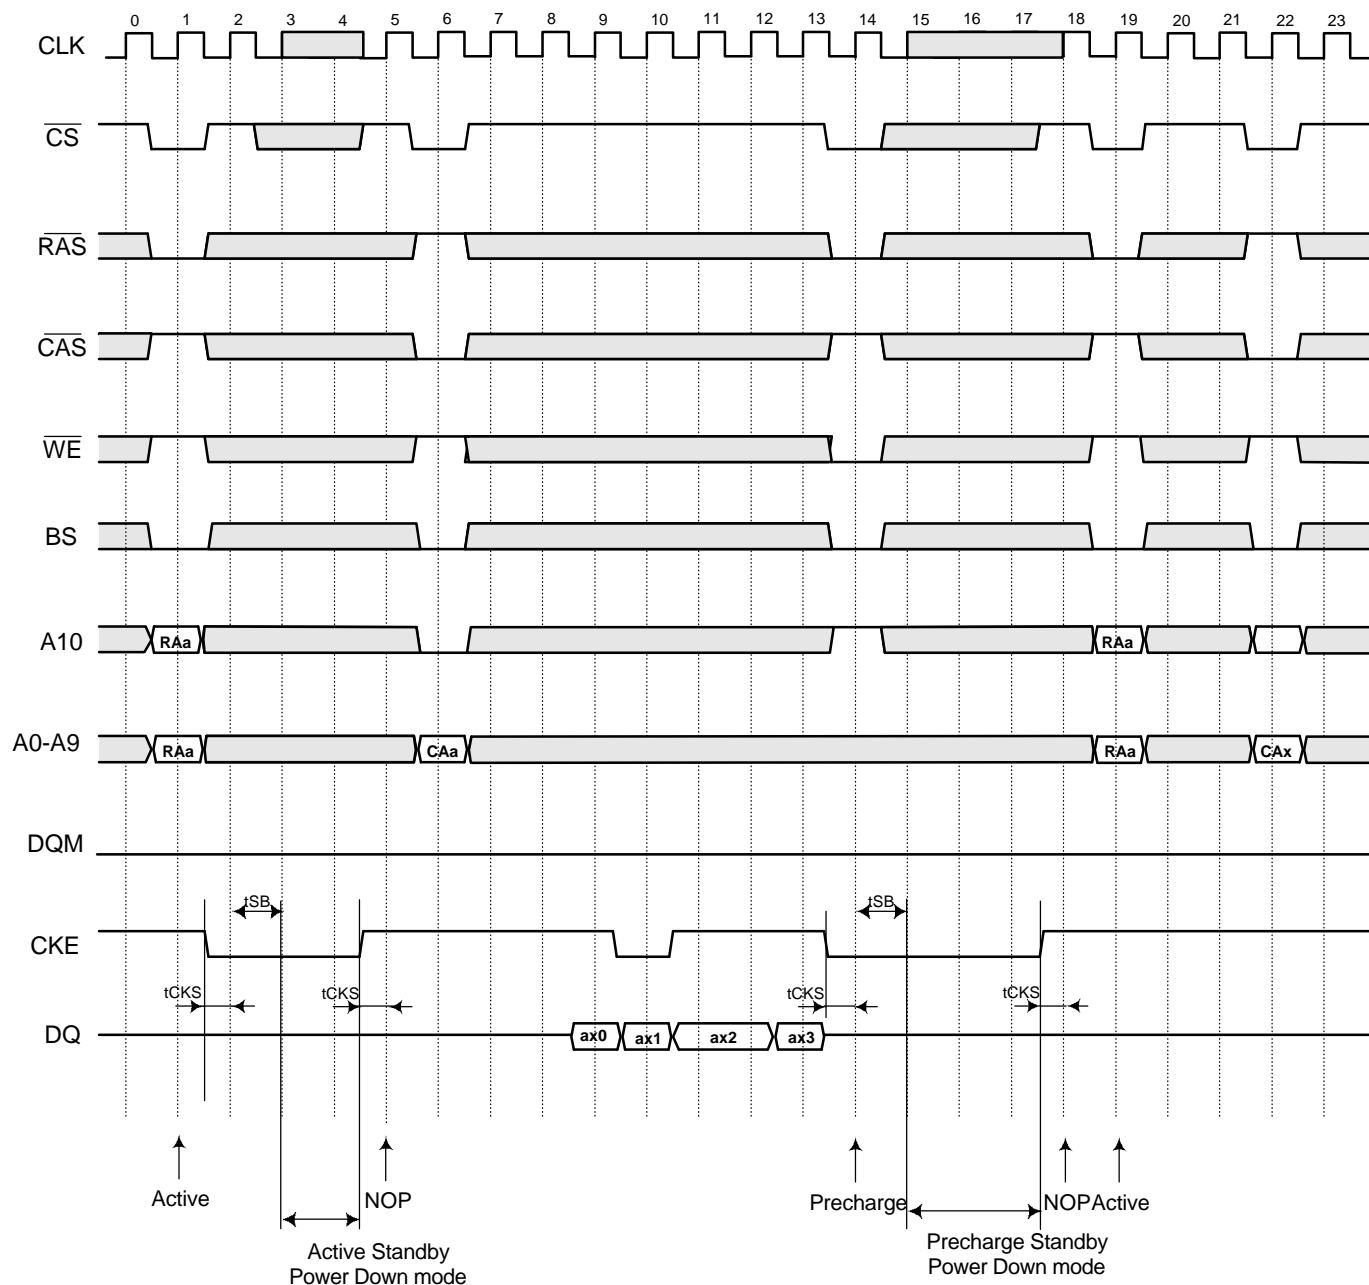 0 1 2 3 4 5 6 7 8 9 10 11 12 13 14 15 16 17 18 19 20 21 22 23
CLK
CS
RAS
CAS
WE
BS
A10 RAa RAa
A0-A9 RAa CAa RAa CAx
DQM
tSB tSB
CKE
tCKS tCKS tCKS tCKS
DQ ax0 ax1 ax2 ax3
Active NOP Precharge NOP Active
Active Standby
Power Down mode
Precharge Standby
Power Down mode